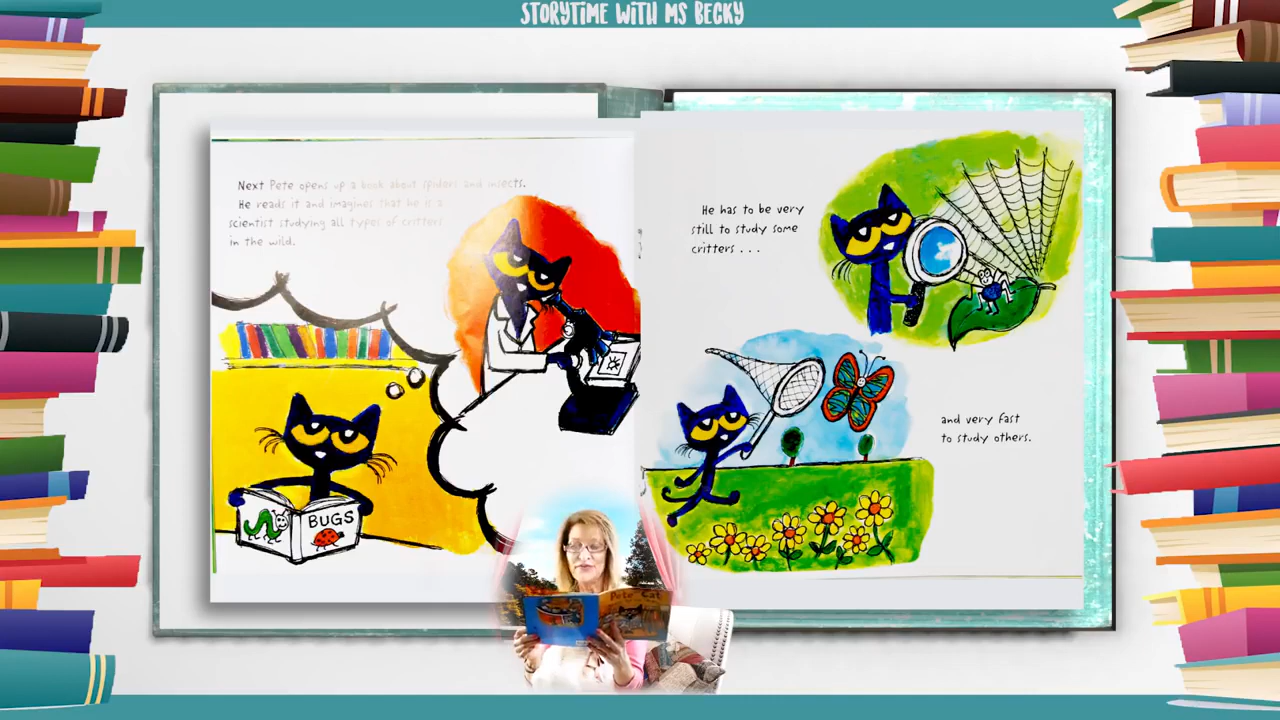 STORYTIME WITH MS BECKY
Next Pete opens up a book about spiders and insects.
He reads it and imagines that he is a
scientist studying all types of critters
in the wild.
BUGS
He has to be very
still to study some
critters . . .
and very fast
to study others.
Pete the Cat